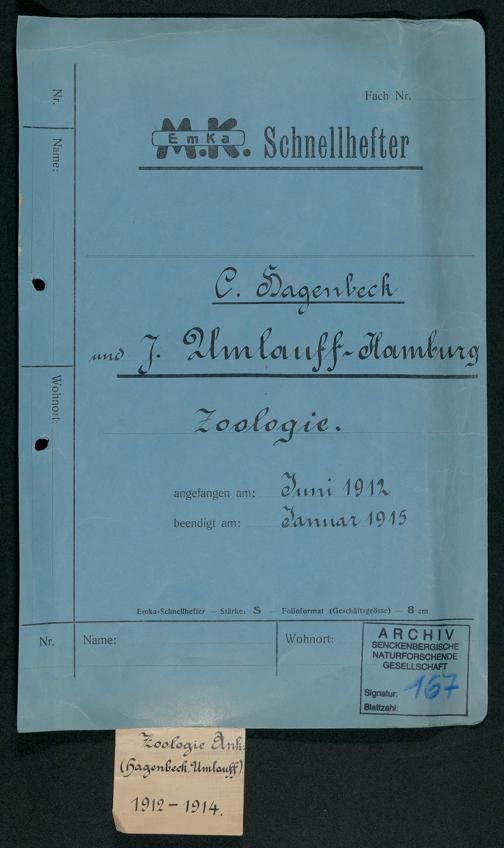 Fach Nr.
M.K. EmKa Schnellhefter
Nr.
Name:
Wohnort:
C. Hagenbeck
und J. Umlauff-Hamburg
Zoologie.
angefangen am: Juni 1912
beendigt am: Januar 1915
Emka-Schnellhefter — Stärke: S — Folioformat (Geschäftsgrösse) — 8 cm
Nr. Name: Wohnort:
ARCHIV
SENCKENBERGISCHE
NATURFORSCHENDE
GESELLSCHAFT
Signatur: 167
Blattzahl:
Zoologie Ank.
(Hagenbeck, Umlauff)
1912-1914.